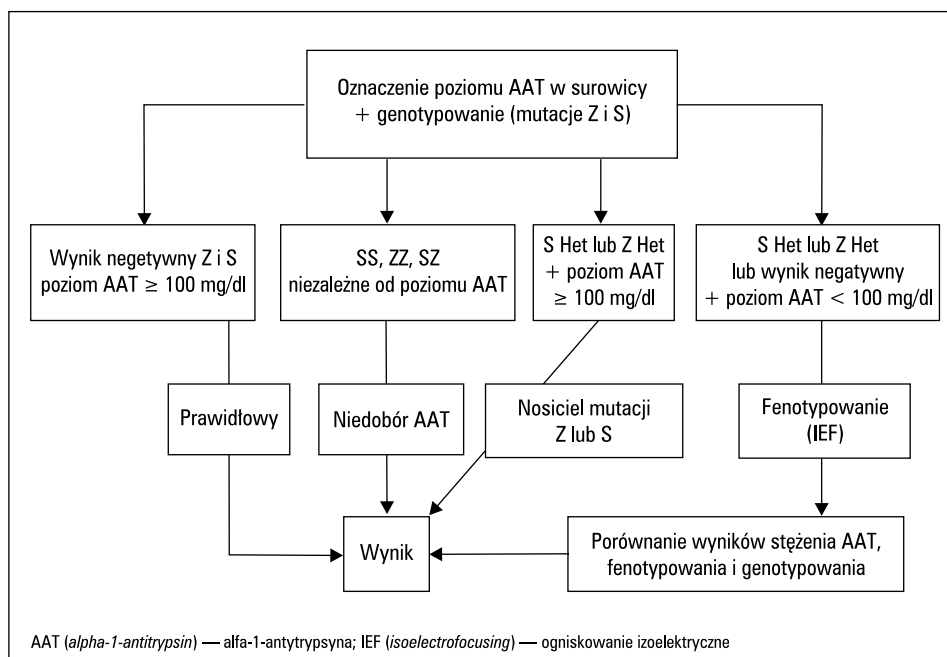 Oznaczenie poziomu AAT w surowicy
+ genotypowanie (mutacje Z i S)
Wynik negetywny Z i S
poziom AAT ≥ 100 mg/dl
SS, ZZ, SZ
niezależne od poziomu AAT
S Het lub Z Het
+ poziom AAT
≥ 100 mg/dl
S Het lub Z Het
lub wynik negatywny
+ poziom AAT < 100 mg/dl
Prawidłowy
Niedobór AAT
Nosiciel mutacji
Z lub S
Fenotypowanie
(IEF)
Wynik
Porównanie wyników stężenia AAT,
fenotypowania i genotypowania
AAT (alpha-1-antitrypsin) — alfa-1-antytrypsyna; IEF (isoelectrofocusing) — ogniskowanie izoelektryczne